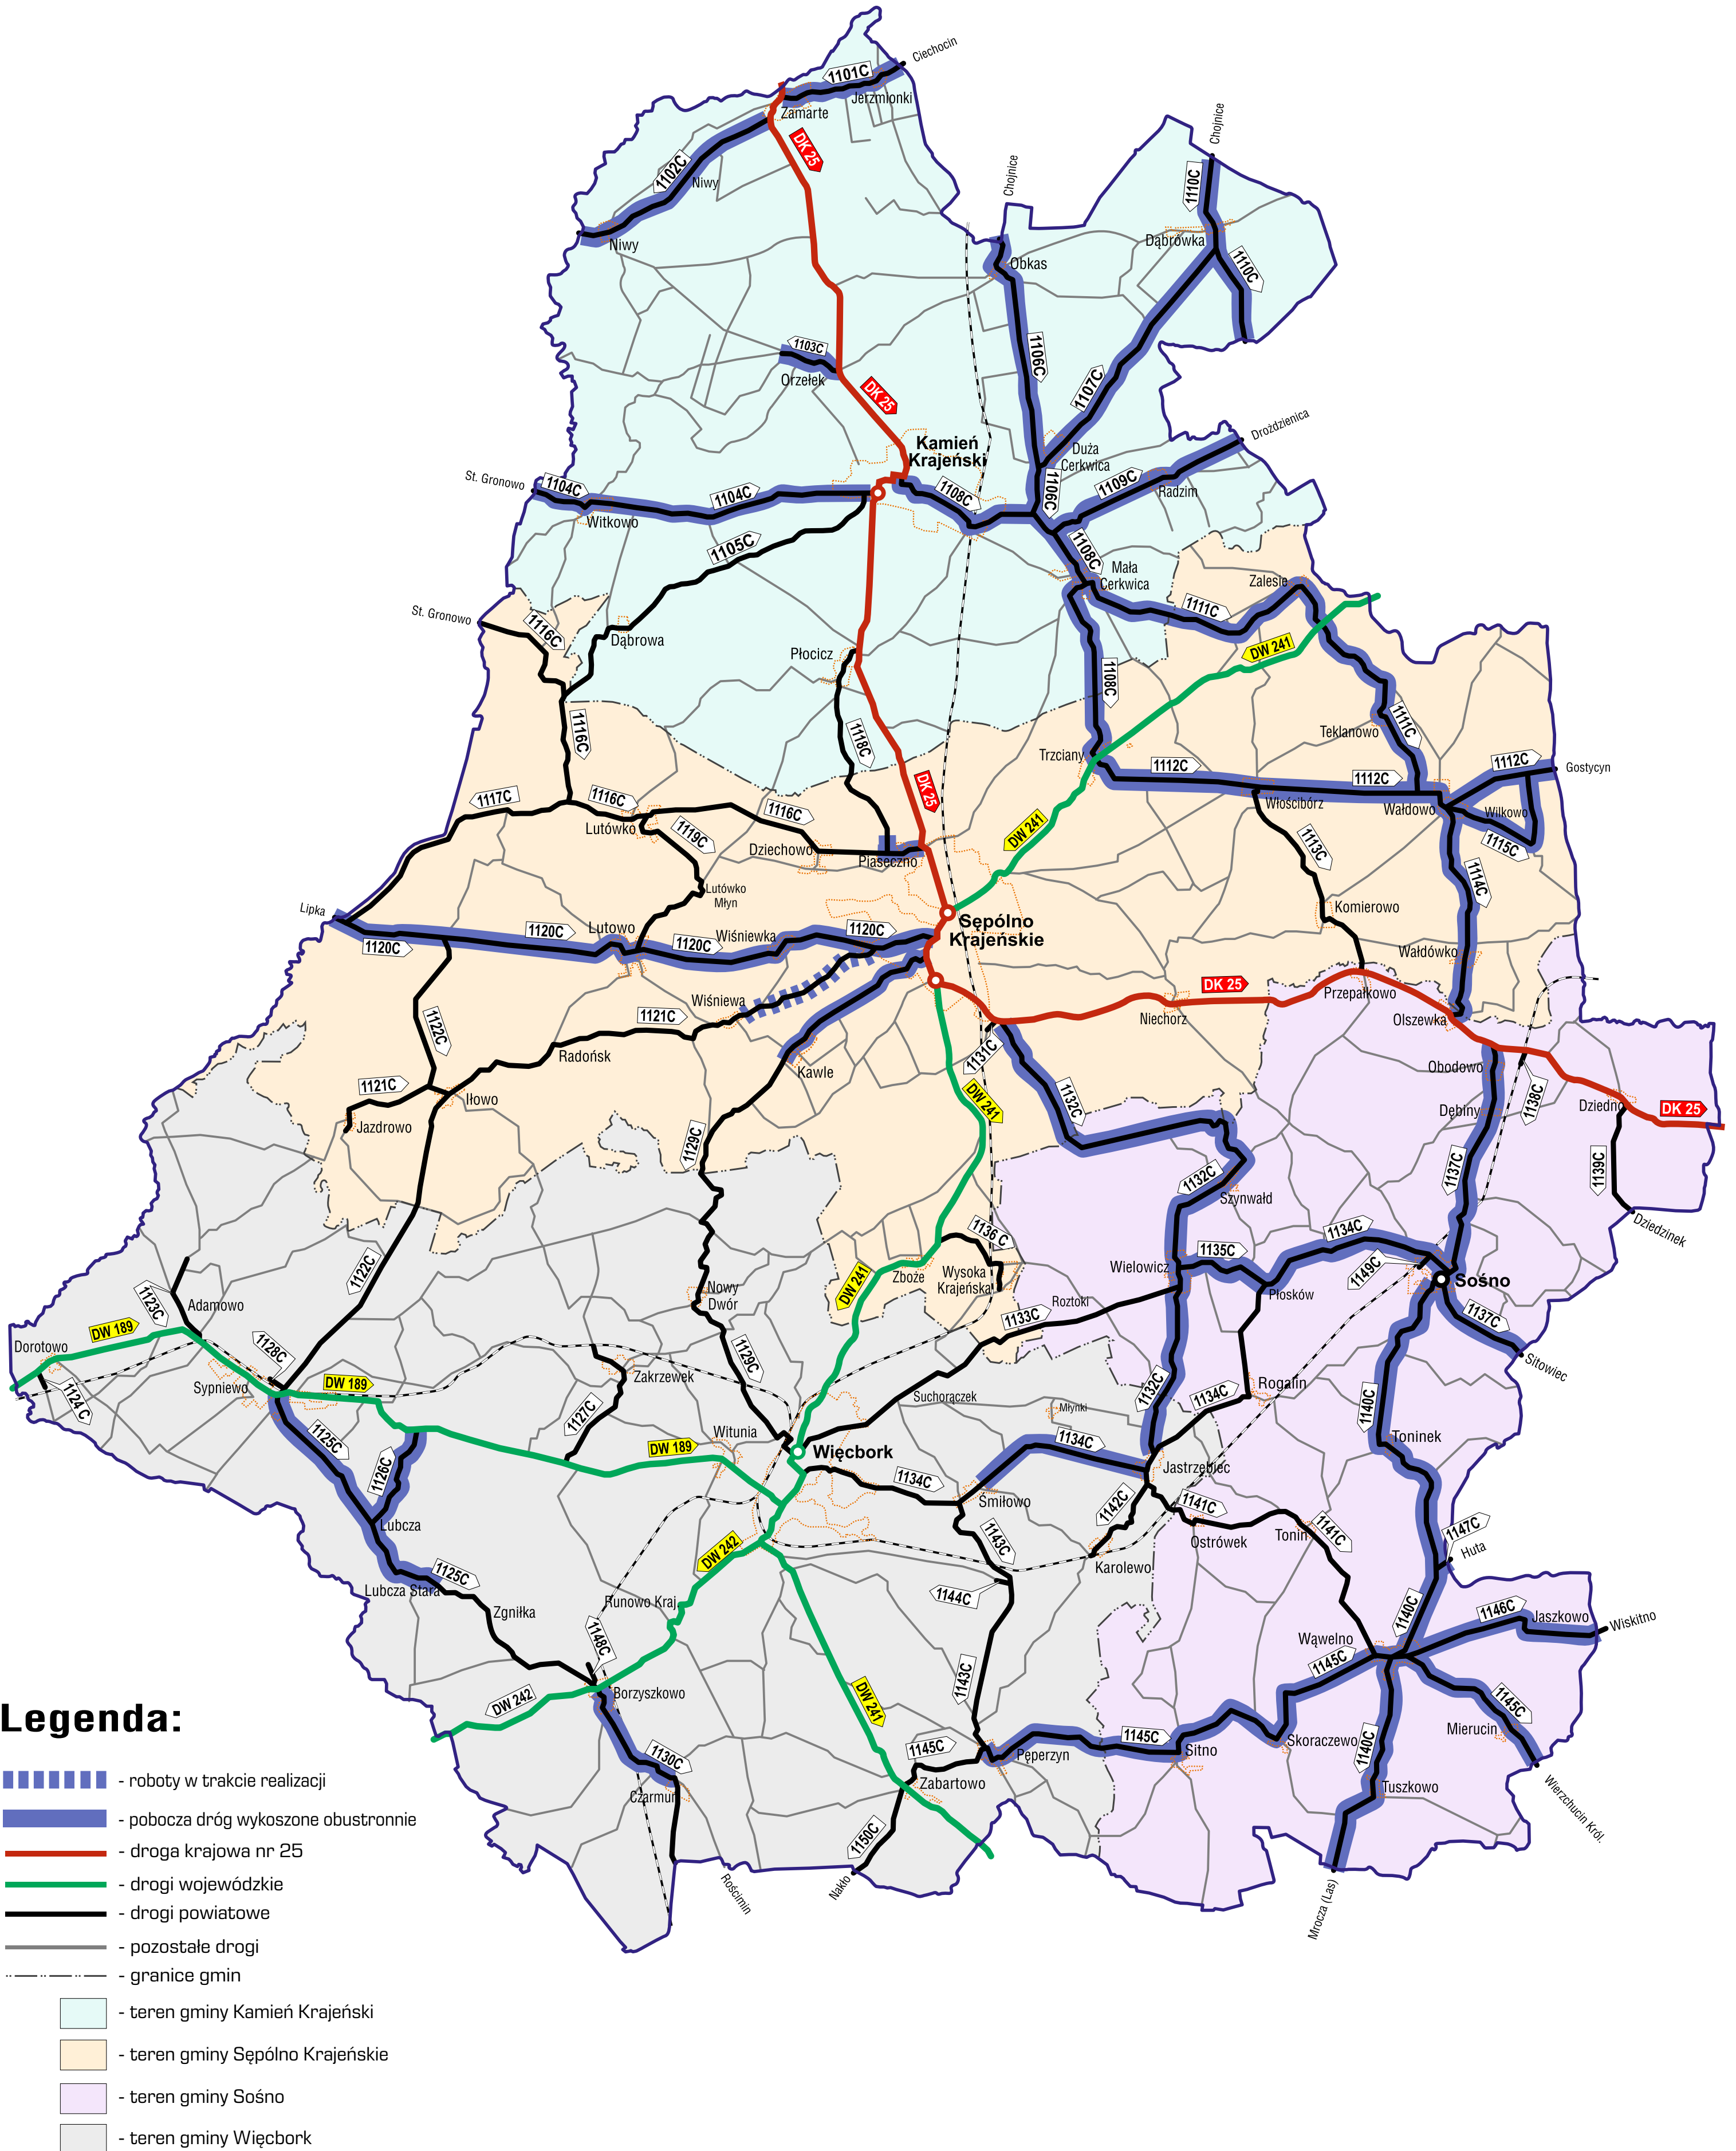 Ciechocin
1101C
Jerzmionki
Zamarte
DK 25
1102C
Niwy
Niwy
Chojnice
Chojnice
1110C
Dąbrówka
1110C
Obkas
1106C
1103C
Orzełek
DK 25
1107C
Kamień
Krajeński
Duża
Cerkwica
Drożdzienica
St. Gronowo
1104C
1104C
1108C
1106C
1109C
Radzim
Witkowo
1105C
1108C
Mała
Cerkwica
Zalesie
St. Gronowo
1116C
Dąbrowa
1111C
Płocicz
DW 241
1108C
1116C
1118C
1111C
Teklanowo
Trzciany
1112C
1112C
1112C
Gostycyn
DK 25
1117C
1116C
1116C
Lutówko
1119C
Włościbórz
Wałdowo
Wilkowo
DW 241
Dziechowo
Piaseczno
1113C
1115C
Lutówko
Młyn
1114C
Lipka
Komierowo
1120C
1120C
Lutowo
1120C
Wiśniewka
1120C
Sępólno
Krajeńskie
Wałdówko
Wiśniewa
DK 25
Przepałkowo
1121C
Niechorz
Olszewka
1122C
Radońsk
Kawle
1131C
Obodowo
1121C
Iłowo
1132C
DW 241
Dębiny
1138C
Dziedno
DK 25
Jazdrowo
1129C
1137C
1139C
1132C
Szynwałd
Dziedzinek
1136 C
1134C
1135C
1122C
Zboże
Wysoka
Krajeńska
Wielowicz
1149C
Sośno
DW 241
Nowy
Dwór
Płosków
1123C
Adamowo
Roztoki
1133C
1137C
DW 189
Dorotowo
1128C
1129C
Sitowiec
Sypniewo
DW 189
Zakrzewek
1132C
Rogalin
1124 C
Suchorączek
1134C
1127C
Młynki
1140C
1125C
Witunia
DW 189
Więcbork
1134C
Toninek
1126C
1134C
Jastrzębiec
Śmiłowo
1142C
1141C
Lubcza
1143C
Ostrówek
Tonin
1141C
1147C
Huta
DW 242
Karolewo
1125C
Lubcza Stara
1144C
Runowo Kraj.
Zgniłka
1140C
1146C
Jaszkowo
Wiskitno
1148C
Wąwelno
1145C
1143C
Borzyszkowo
DW 242
DW 241
1145C
Mierucin
1130C
1145C
1145C
Skoraczewo
Pęperzyn
Sitno
1140C
Czarmuń
Zabartowo
Tuszkowo
Wierzchucin Król.
1150C
Rościmin
Nakło
Mrocza (Las)
Legenda:
- roboty w trakcie realizacji
- pobocza dróg wykoszone obustronnie
- droga krajowa nr 25
- drogi wojewódzkie
- drogi powiatowe
- pozostałe drogi
- granice gmin
- teren gminy Kamień Krajeński
- teren gminy Sępólno Krajeńskie
- teren gminy Sośno
- teren gminy Więcbork